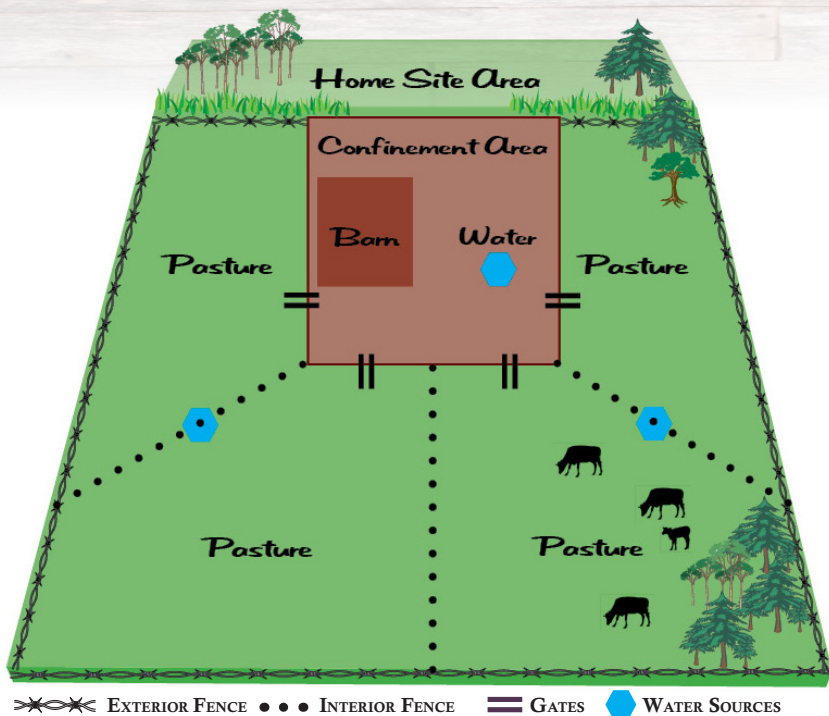 Home Site Area
Confinement Area
Barn
Water
Pasture
Pasture
Pasture
Pasture
EXTERIOR FENCE
INTERIOR FENCE
GATES
WATER SOURCES